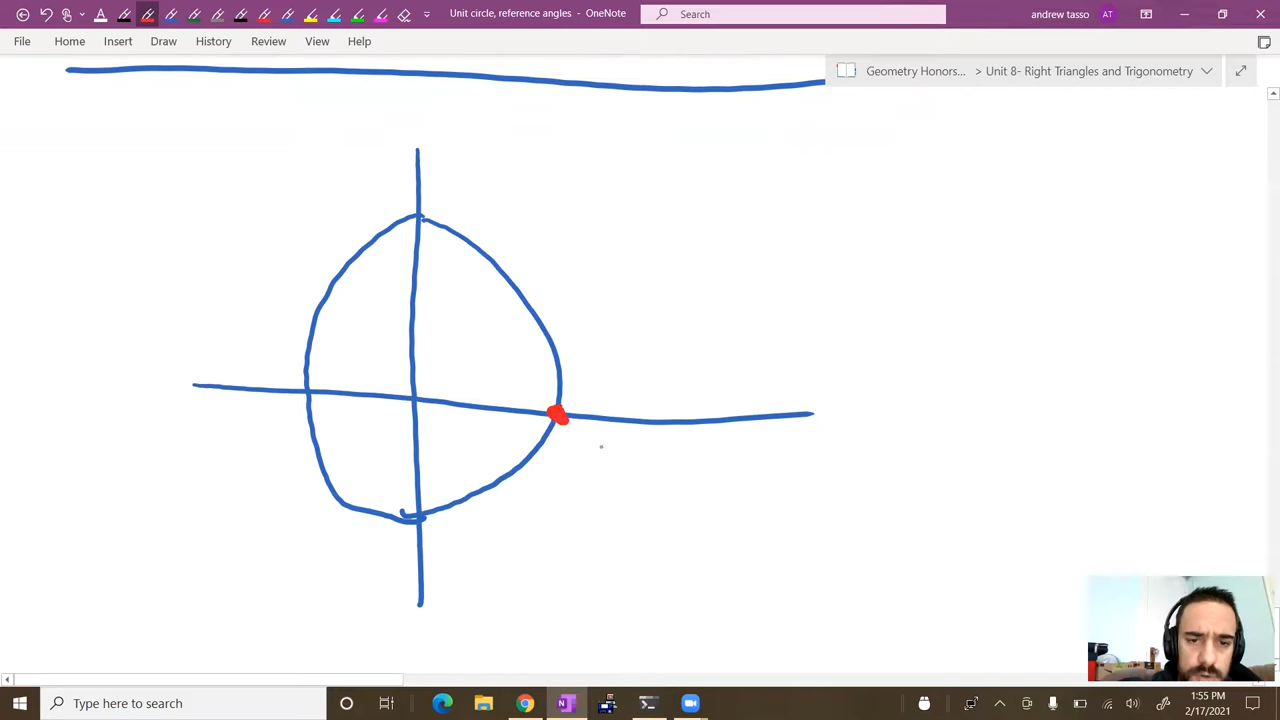 Unit circle, reference angles - OneNote
Search
andrew tasso
AT
File Home Insert Draw History Review View Help
Geometry Honors... > Unit 8- Right Triangles and Trigonometry
Type here to search
1:55 PM
2/17/2021